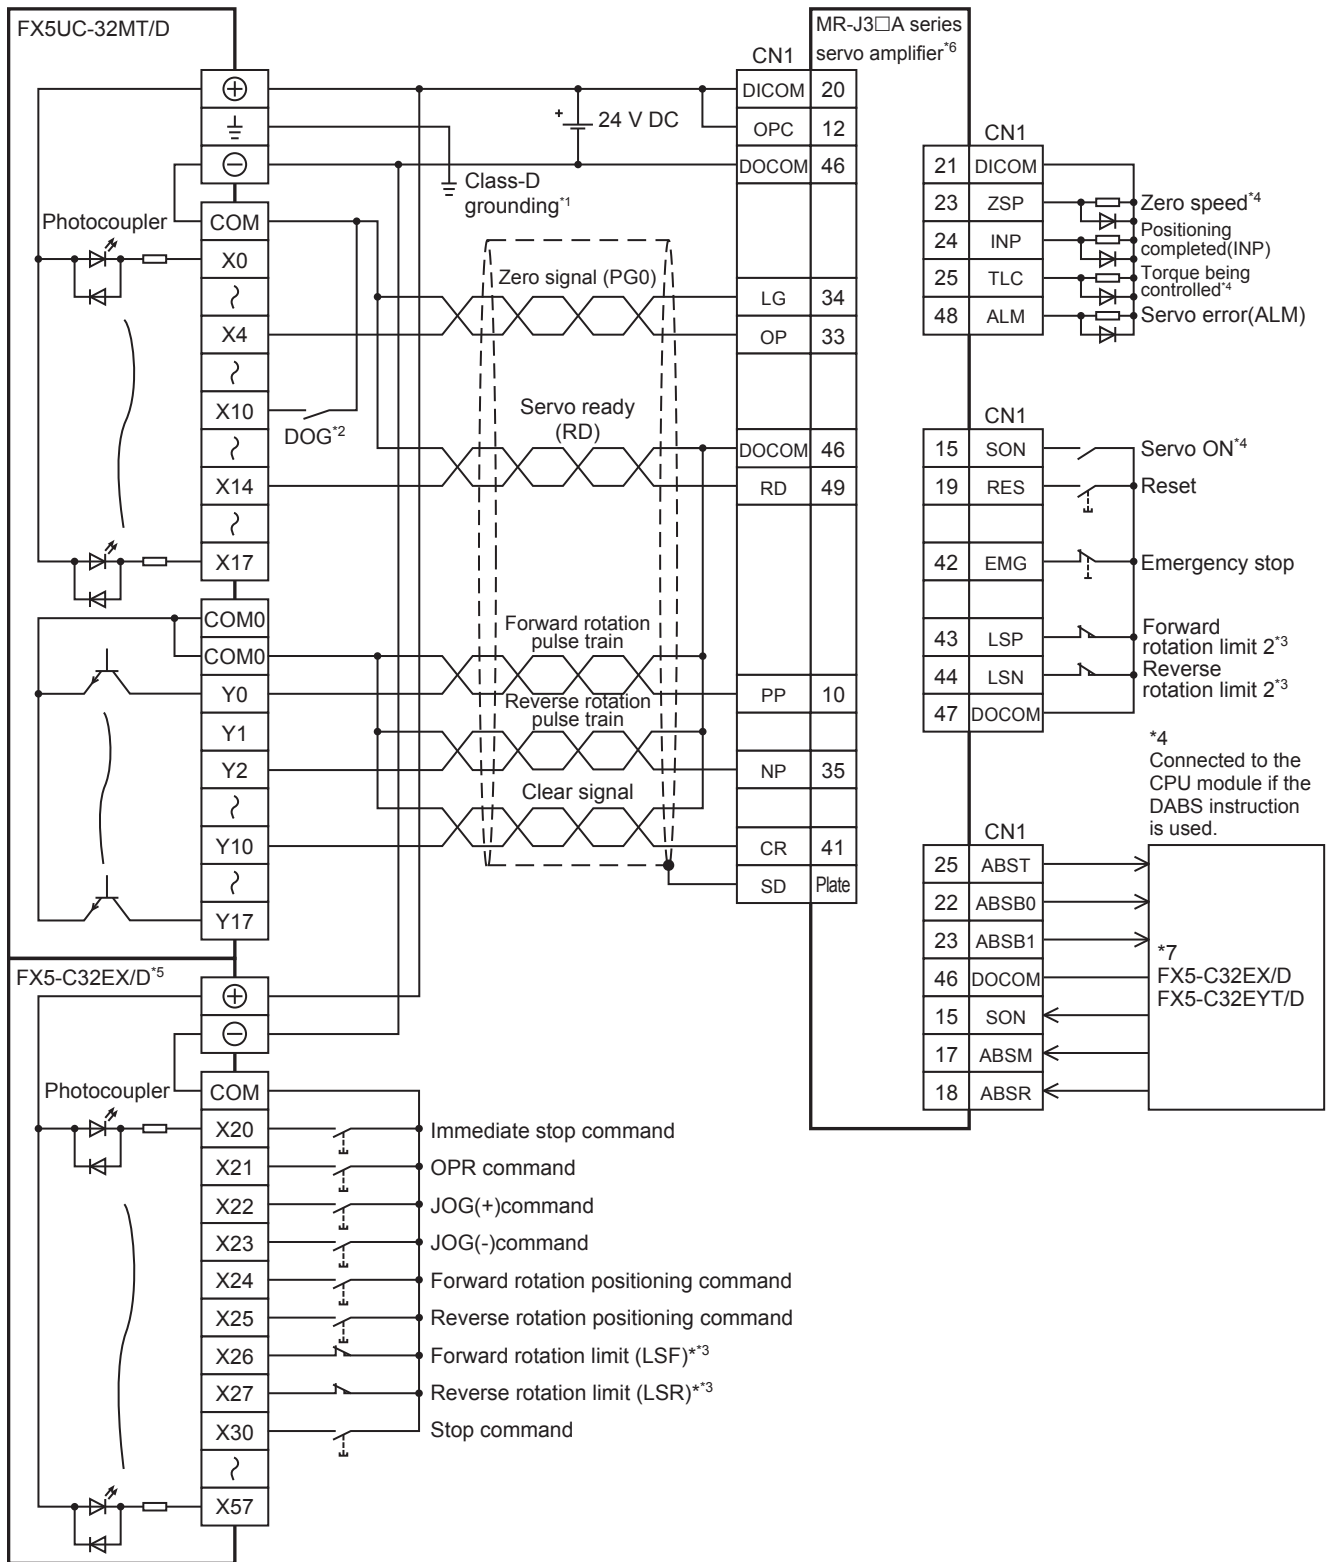 FX5UC-32MT/D
MR-J3□A series
servo amplifier*6
CN1
DICOM 20
OPC 12
DOCOM 46
24 V DC
+
Class-D
grounding*1
Photocoupler
COM
X0
X4
X10
X14
X17
DOG*2
Zero signal (PG0)
LG 34
OP 33
Servo ready
(RD)
DOCOM 46
RD 49
COM0
COM0
Y0
Y1
Y2
Y10
Y17
Forward rotation
pulse train
PP 10
Reverse rotation
pulse train
NP 35
Clear signal
CR 41
SD Plate
CN1
21 DICOM
23 ZSP Zero speed*4
24 INP Positioning
completed(INP)
25 TLC Torque being
controlled*4
48 ALM Servo error(ALM)
CN1
15 SON Servo ON*4
19 RES Reset
42 EMG Emergency stop
43 LSP Forward
rotation limit 2*3
44 LSN Reverse
rotation limit 2*3
47 DOCOM
*4
Connected to the
CPU module if the
DABS instruction
is used.
CN1
25 ABST
22 ABSB0
23 ABSB1
46 DOCOM
15 SON
17 ABSM
18 ABSR
*7
FX5-C32EX/D
FX5-C32EYT/D
FX5-C32EX/D*5
Photocoupler
COM
X20 Immediate stop command
X21 OPR command
X22 JOG(+)command
X23 JOG(-)command
X24 Forward rotation positioning command
X25 Reverse rotation positioning command
X26 Forward rotation limit (LSF)**3
X27 Reverse rotation limit (LSR)**3
X30 Stop command
X57